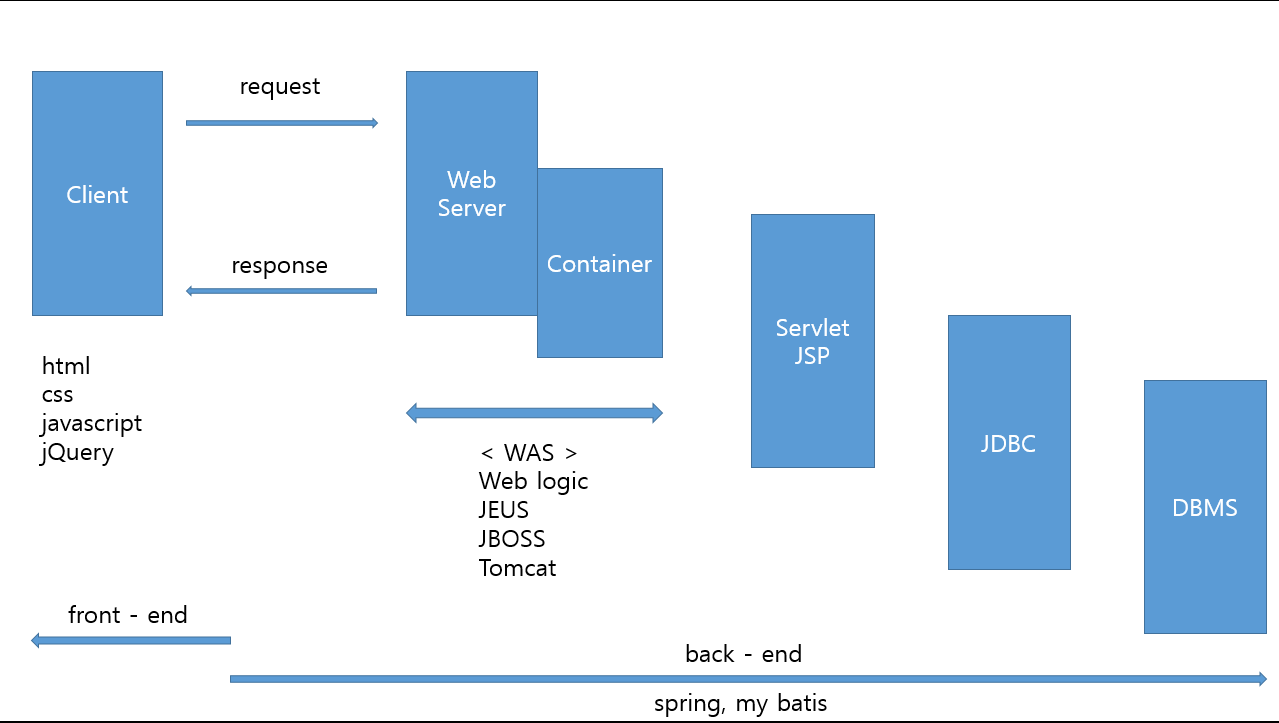 request
Client
Web
Server
Container
response
Servlet
JSP
html
css
javascript
jQuery
JDBC
< WAS >
Web logic
JEUS
JBOSS
Tomcat
DBMS
front - end
back - end
spring, my batis